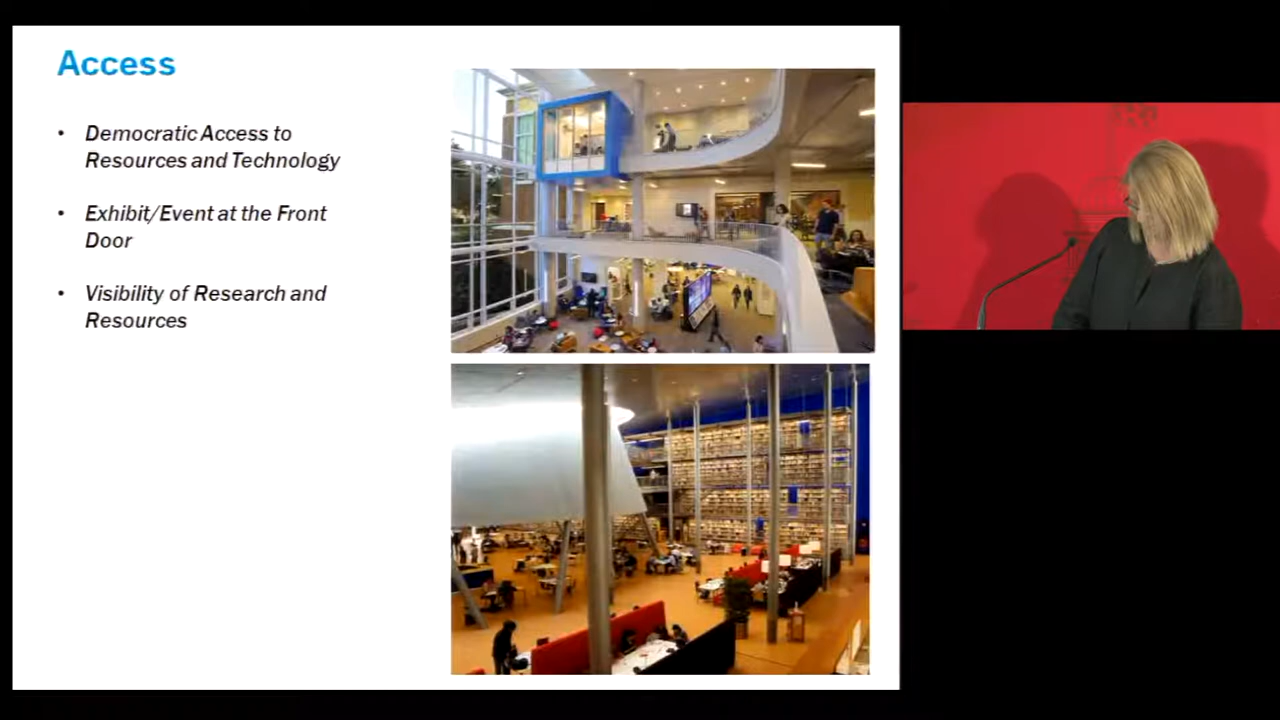 Access
• Democratic Access to
Resources and Technology
• Exhibit/Event at the Front
Door
• Visibility of Research and
Resources